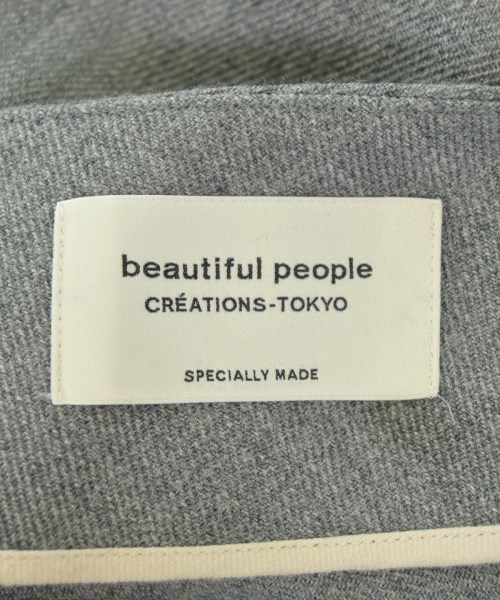 beautiful people
CRÉATIONS-TOKYO
SPECIALLY MADE